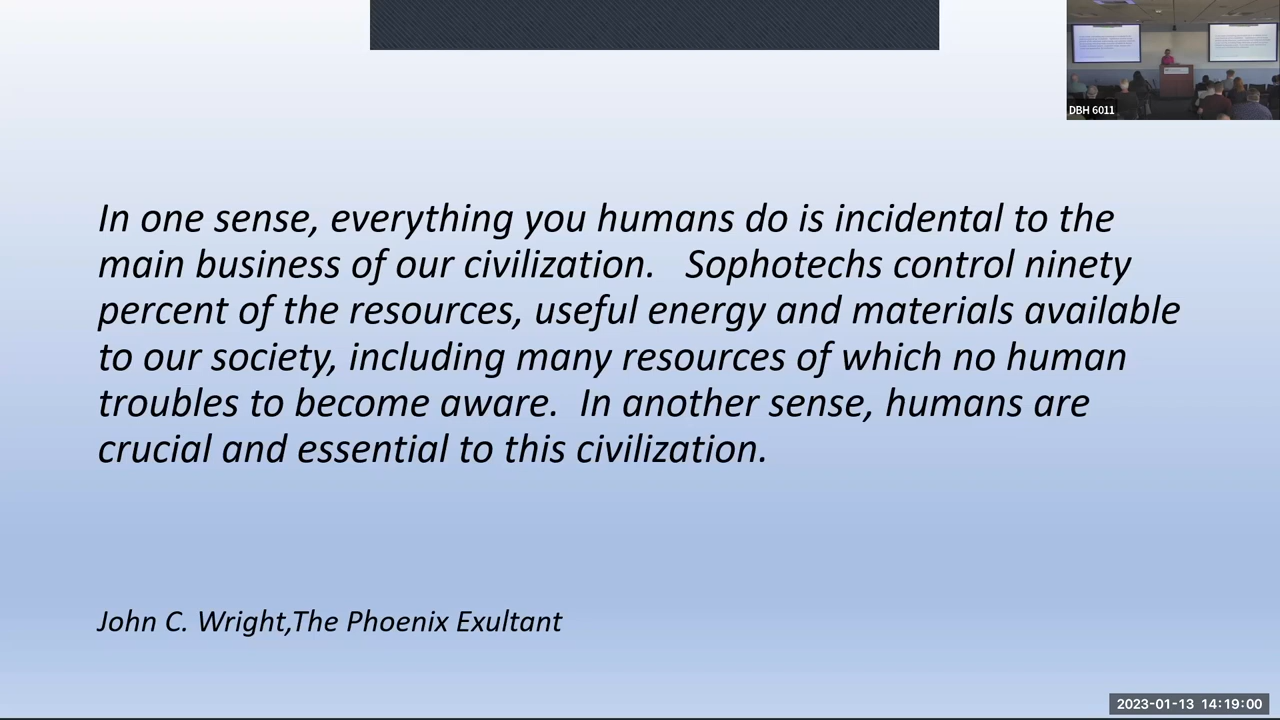 DBH 6011
In one sense, everything you humans do is incidental to the
main business of our civilization.   Sophotechs control ninety
percent of the resources, useful energy and materials available
to our society, including many resources of which no human
troubles to become aware.  In another sense, humans are
crucial and essential to this civilization.
John C. Wright,The Phoenix Exultant
2023-01-13 14:19:00